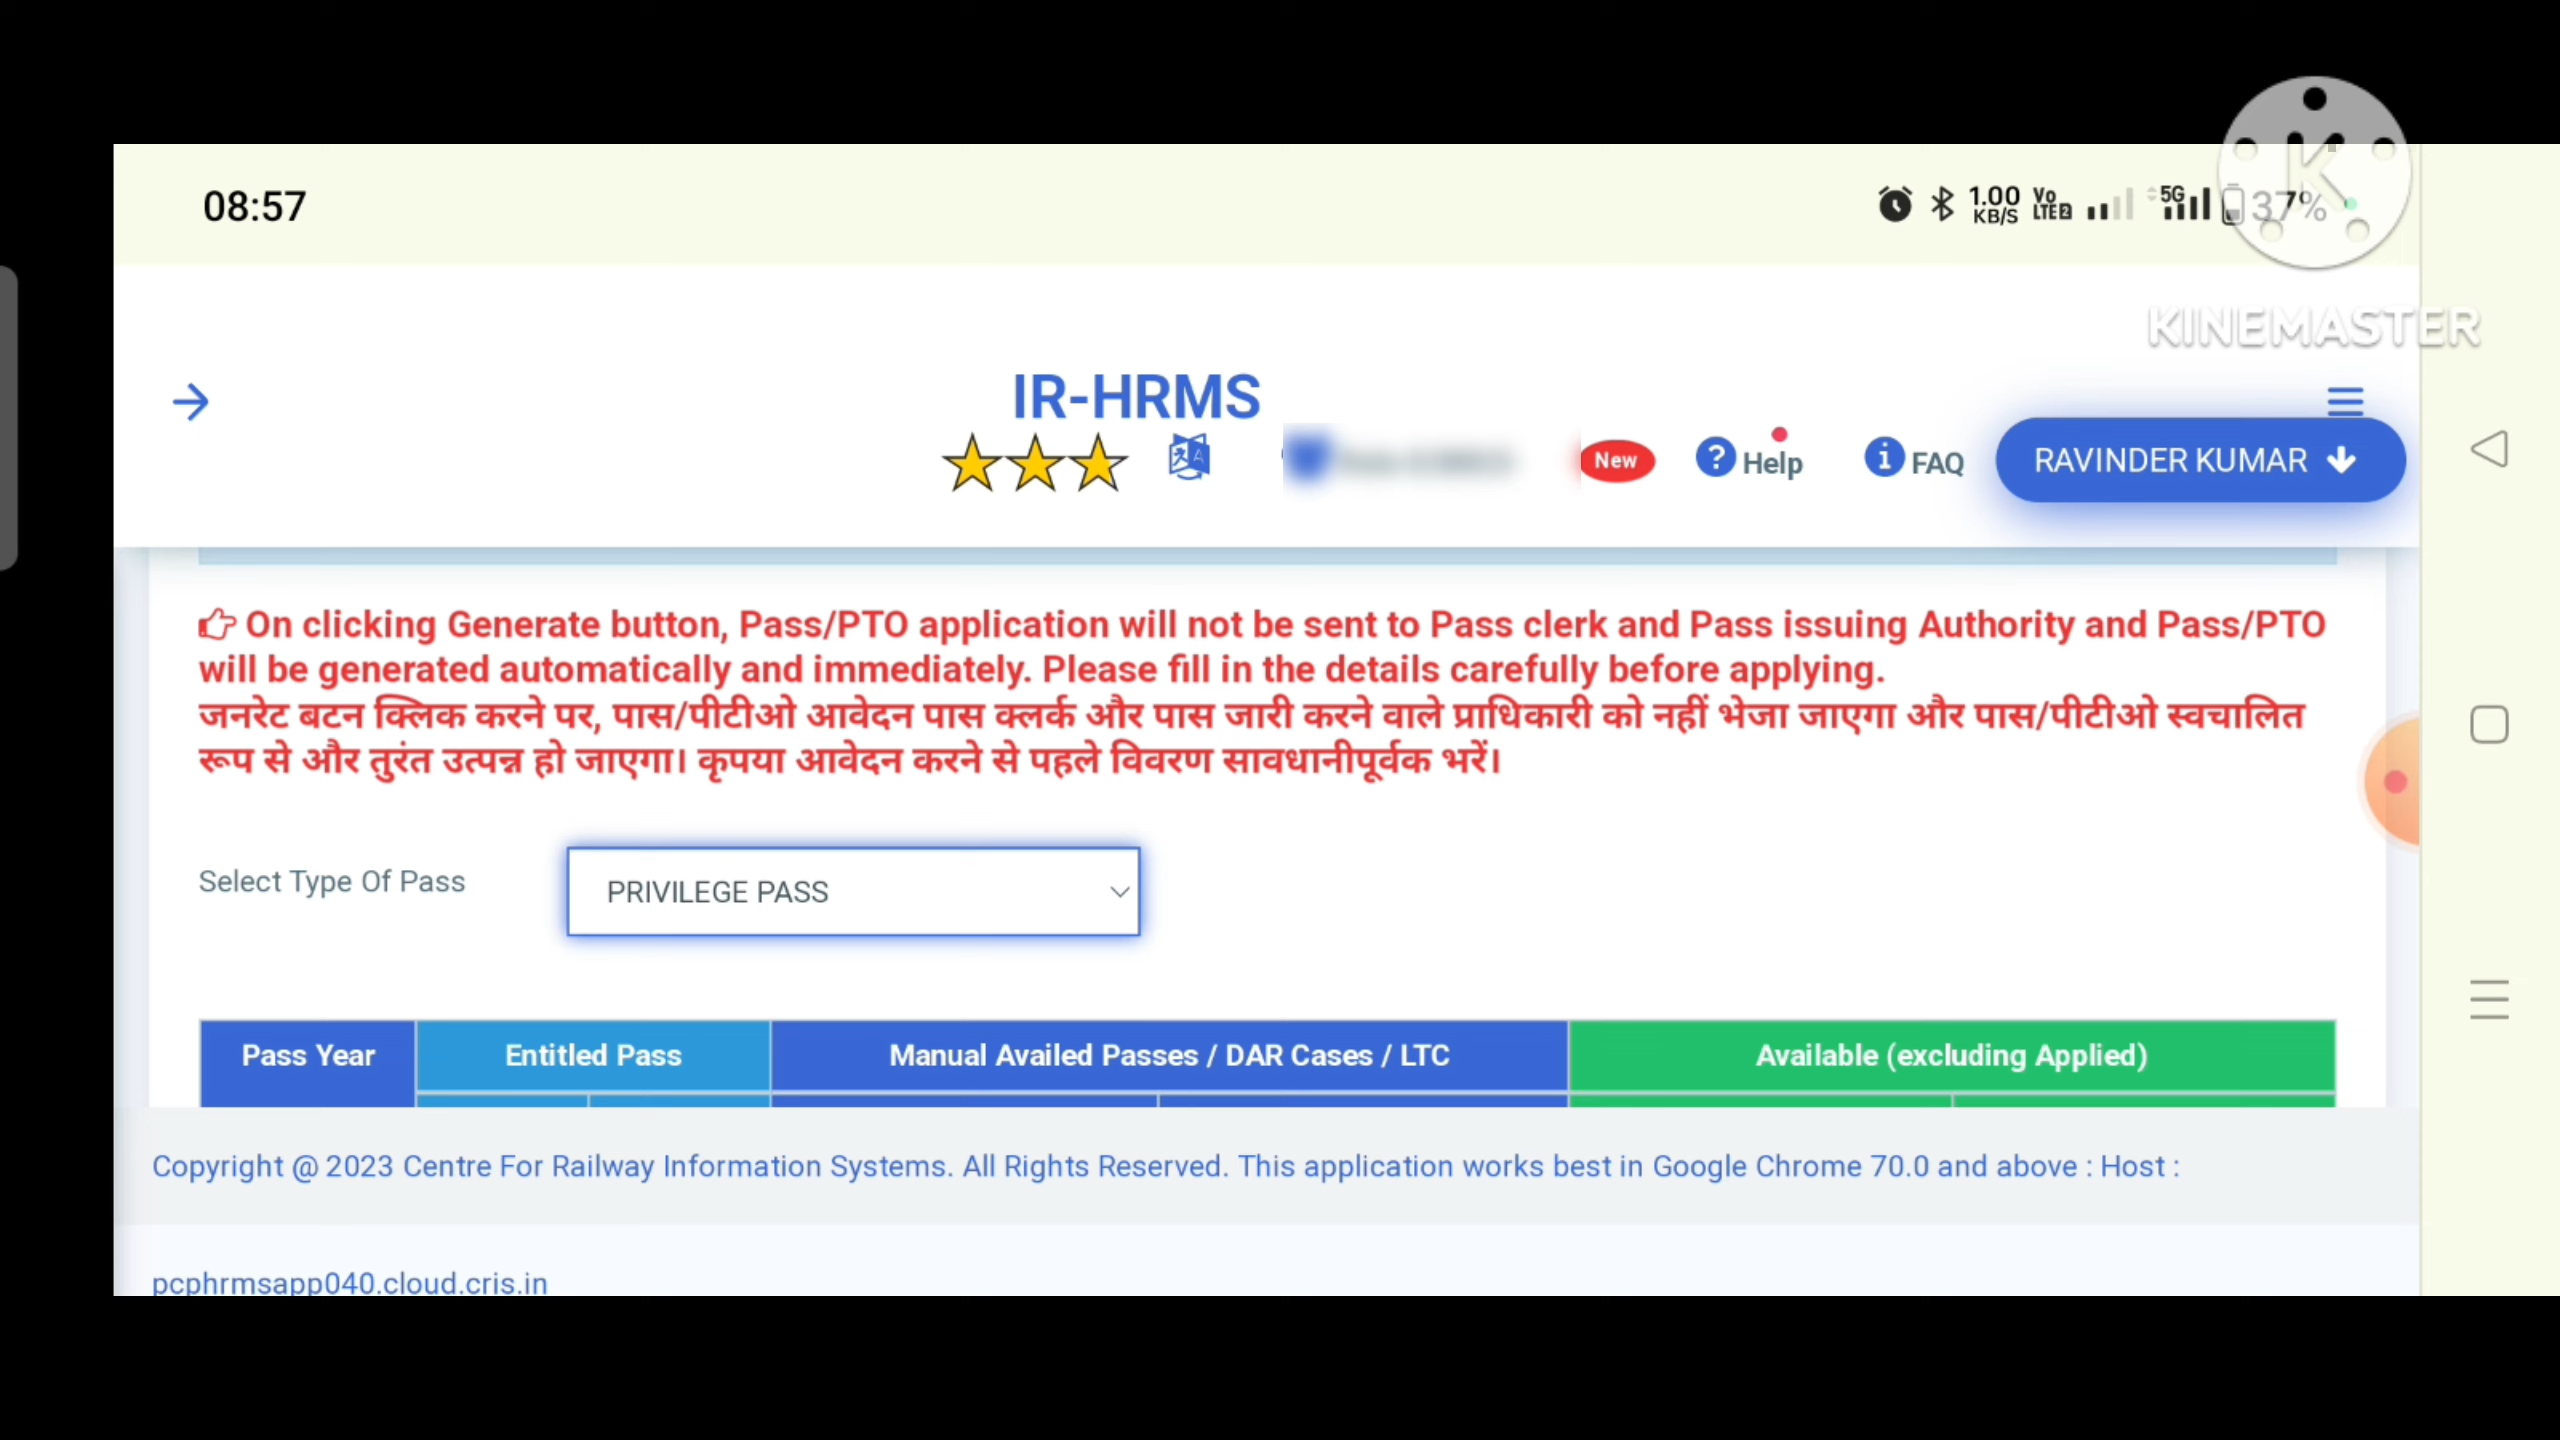 08:57
1.00 KB/S Vo LTE 2 5G 37%
KINEMASTER
IR-HRMS
New Help FAQ RAVINDER KUMAR
On clicking Generate button, Pass/PTO application will not be sent to Pass clerk and Pass issuing Authority and Pass/PTO
will be generated automatically and immediately. Please fill in the details carefully before applying.
जनरेट बटन क्लिक करने पर, पास/पीटीओ आवेदन पास क्लर्क और पास जारी करने वाले प्राधिकारी को नहीं भेजा जाएगा और पास/पीटीओ स्वचालित
रूप से और तुरंत उत्पन्न हो जाएगा। कृपया आवेदन करने से पहले विवरण सावधानीपूर्वक भरें।
Select Type Of Pass PRIVILEGE PASS
Pass Year Entitled Pass Manual Availed Passes / DAR Cases / LTC Available (excluding Applied)
Copyright @ 2023 Centre For Railway Information Systems. All Rights Reserved. This application works best in Google Chrome 70.0 and above : Host :
pcphrmsapp040.cloud.cris.in